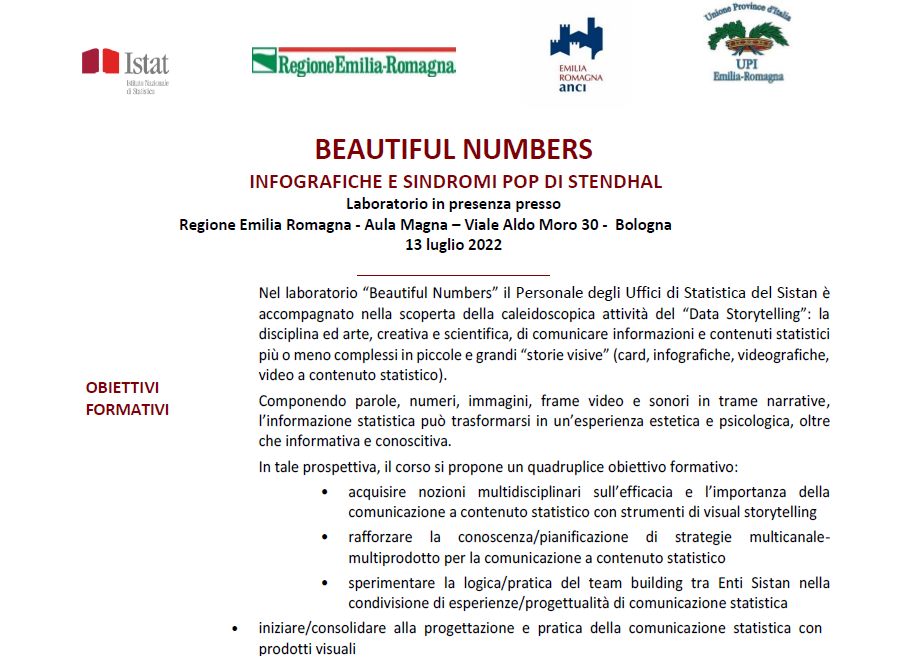 Istat
Istituto Nazionale
di Statistica
RegioneEmilia-Romagna
EMILIA
ROMAGNA
anci
Unione Province d'Italia
UPI
Emilia-Romagna
BEAUTIFUL NUMBERS
INFOGRAFICHE E SINDROMI POP DI STENDHAL
Laboratorio in presenza presso
Regione Emilia Romagna - Aula Magna – Viale Aldo Moro 30 - Bologna
13 luglio 2022
OBIETTIVI
FORMATIVI
Nel laboratorio “Beautiful Numbers” il Personale degli Uffici di Statistica del Sistan è
accompagnato nella scoperta della caleidoscopica attività del “Data Storytelling”: la
disciplina ed arte, creativa e scientifica, di comunicare informazioni e contenuti statistici
più o meno complessi in piccole e grandi “storie visive” (card, infografiche, videografiche,
video a contenuto statistico).
Componendo parole, numeri, immagini, frame video e sonori in trame narrative,
l’informazione statistica può trasformarsi in un’esperienza estetica e psicologica, oltre
che informativa e conoscitiva.
In tale prospettiva, il corso si propone un quadruplice obiettivo formativo:
• acquisire nozioni multidisciplinari sull’efficacia e l’importanza della
comunicazione a contenuto statistico con strumenti di visual storytelling
• rafforzare la conoscenza/pianificazione di strategie multicanale-
multiprodotto per la comunicazione a contenuto statistico
• sperimentare la logica/pratica del team building tra Enti Sistan nella
condivisione di esperienze/progettualità di comunicazione statistica
• iniziare/consolidare alla progettazione e pratica della comunicazione statistica con
prodotti visuali